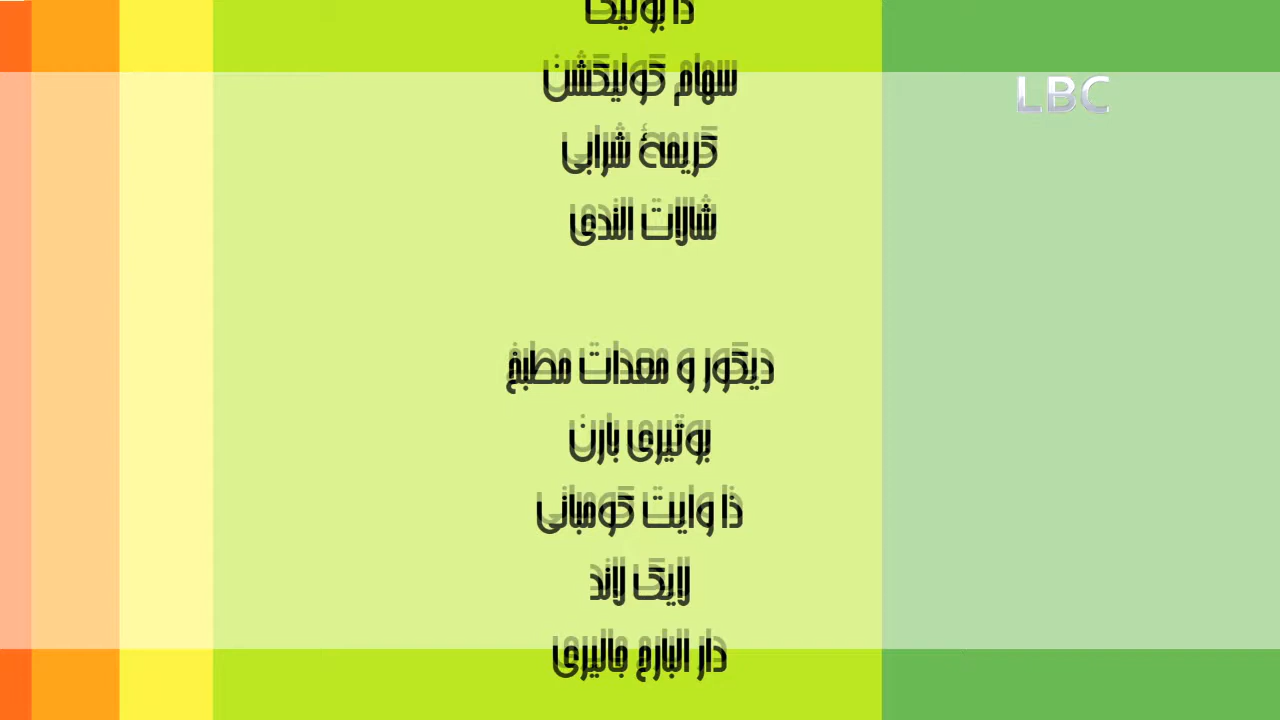 سهام كوليكشن
LBC
كريمة شرابي
شالات الندى
ديكور و معدات مطبخ
بوتيري بارن
ذا وايت كومباني
لايك لاند
دار البارح جاليري